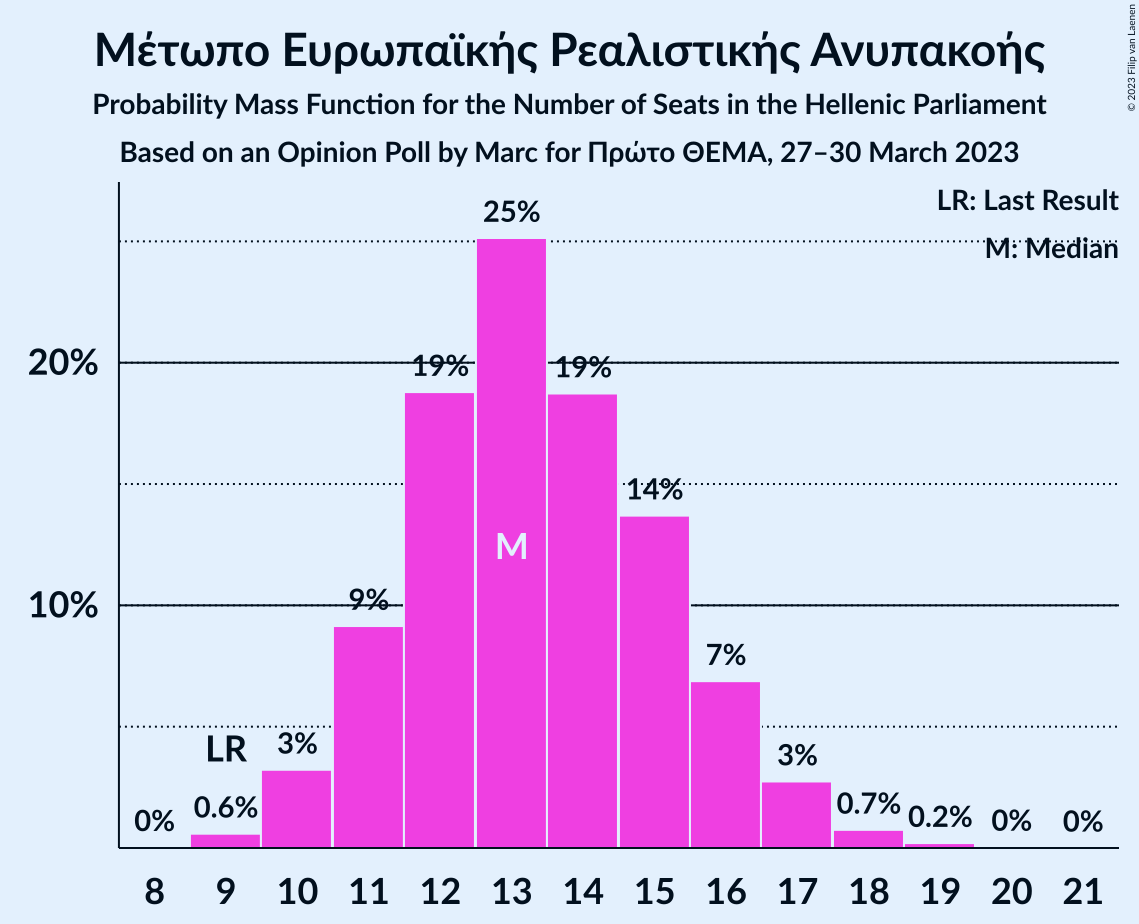 Μέτωπο Ευρωπαϊκής Ρεαλιστικής Ανυπακοής
Probability Mass Function for the Number of Seats in the Hellenic Parliament
Based on an Opinion Poll by Marc for Πρώτο ΘΕΜΑ, 27–30 March 2023
© 2023 Filip van Laenen
LR: Last Result
M: Median
25%
20%
19%
19%
14%
M
10%
9%
7%
LR
3%
3%
0%
0.6%
0.7%
0.2%
0%
0%
8 9 10 11 12 13 14 15 16 17 18 19 20 21